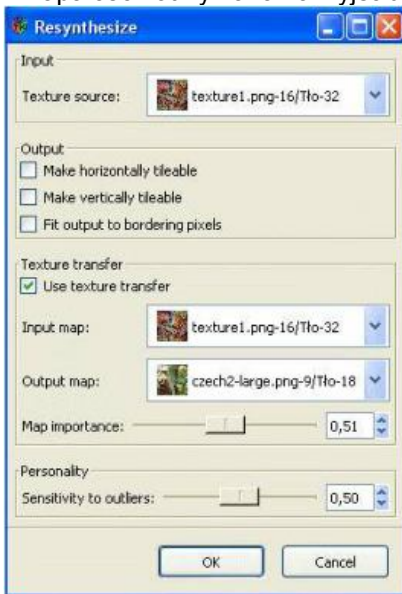 Resynthesize
Input
Texture source: texture1.png-16/Tło-32
Output
Make horizontally tileable
Make vertically tileable
Fit output to bordering pixels
Texture transfer
Use texture transfer
Input map: texture1.png-16/Tło-32
Output map: czech2-large.png-9/Tło-18
Map importance: 0,51
Personality
Sensitivity to outliers: 0,50
OK Cancel